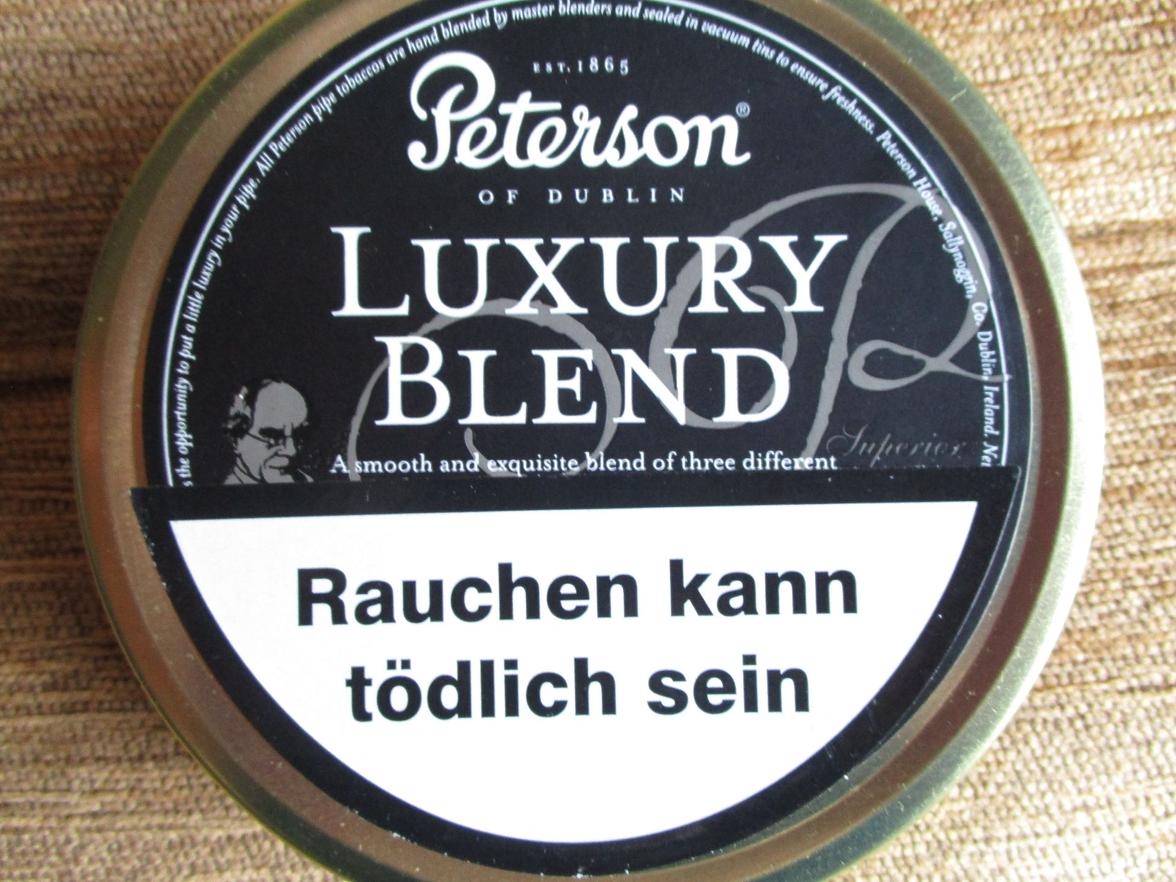 s the opportunity to put a little luxury in your pipe. All Peterson pipe tobaccos are hand blended by master blenders and sealed in vacuum tins to ensure freshness. Peterson House, Sallynoggin, Co. Dublin, Ireland.
EST. 1865
Peterson®
OF DUBLIN
LUXURY
BLEND
Superior
A smooth and exquisite blend of three different
Rauchen kann
tödlich sein